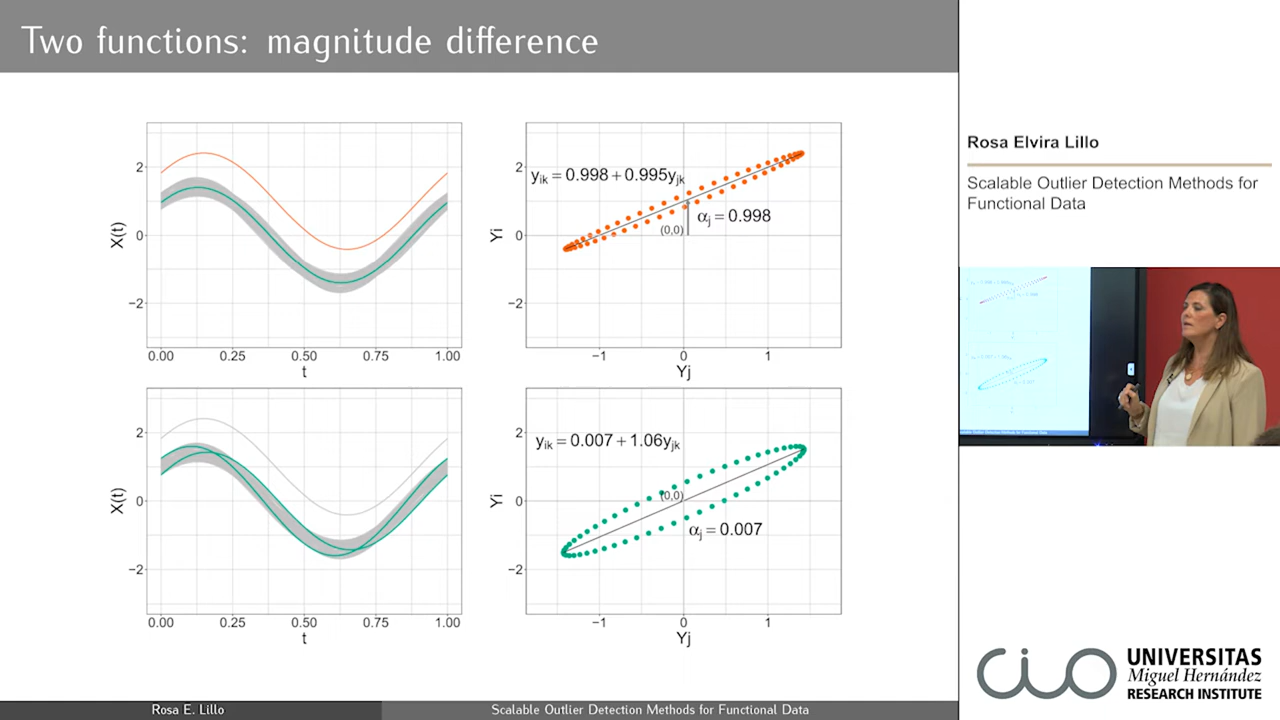 Two functions: magnitude difference
2
0
−2
X(t)
0.00 0.25 0.50 0.75 1.00
t
yik = 0.998 + 0.995yjk
αj = 0.998
(0,0)
2
0
−2
Yi
−1 0 1
Yj
2
0
−2
X(t)
0.00 0.25 0.50 0.75 1.00
t
yik = 0.007 + 1.06yjk
(0,0)
αj = 0.007
2
0
−2
Yi
−1 0 1
Yj
Rosa E. Lillo
Scalable Outlier Detection Methods for Functional Data
Rosa Elvira Lillo
Scalable Outlier Detection Methods for
Functional Data
cio
UNIVERSITAS
Miguel Hernández
RESEARCH INSTITUTE